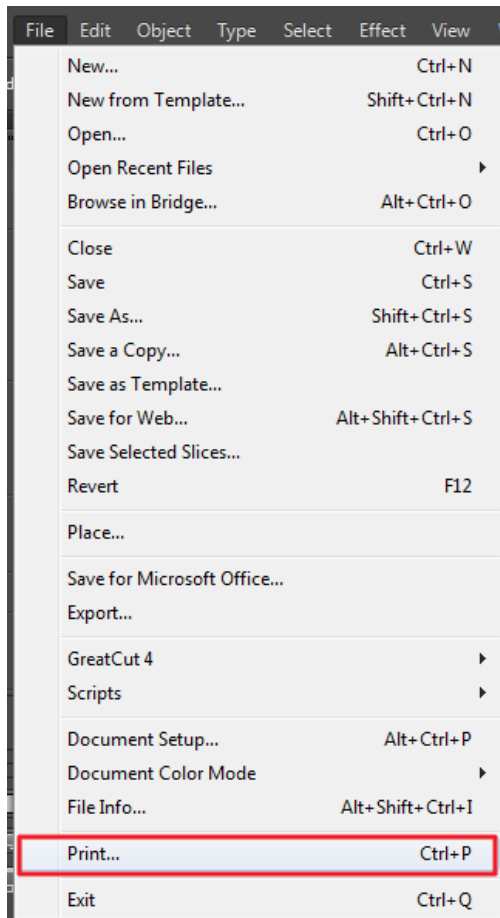 File Edit Object Type Select Effect View
New... Ctrl+N
New from Template... Shift+Ctrl+N
Open... Ctrl+O
Open Recent Files
Browse in Bridge... Alt+Ctrl+O
Close Ctrl+W
Save Ctrl+S
Save As... Shift+Ctrl+S
Save a Copy... Alt+Ctrl+S
Save as Template...
Save for Web... Alt+Shift+Ctrl+S
Save Selected Slices...
Revert F12
Place...
Save for Microsoft Office...
Export...
GreatCut 4
Scripts
Document Setup... Alt+Ctrl+P
Document Color Mode
File Info... Alt+Shift+Ctrl+I
Print... Ctrl+P
Exit Ctrl+Q